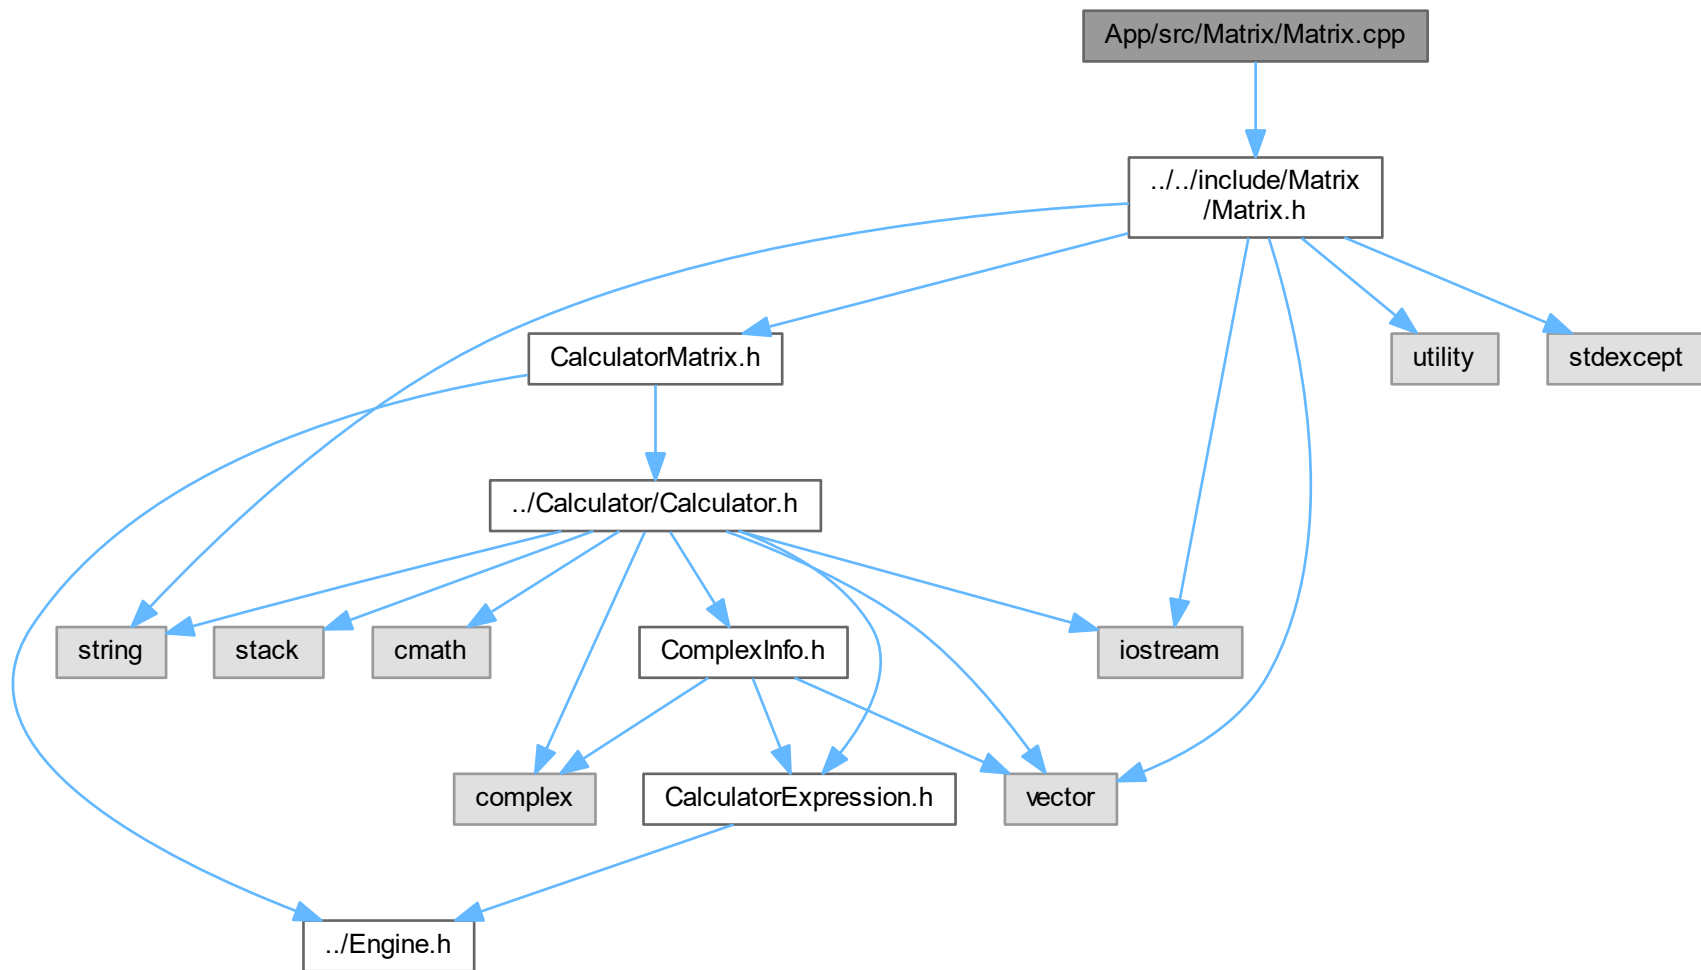 App/src/Matrix/Matrix.cpp
../../include/Matrix
/Matrix.h
CalculatorMatrix.h
utility
stdexcept
../Calculator/Calculator.h
string
stack
cmath
ComplexInfo.h
iostream
complex
CalculatorExpression.h
vector
../Engine.h